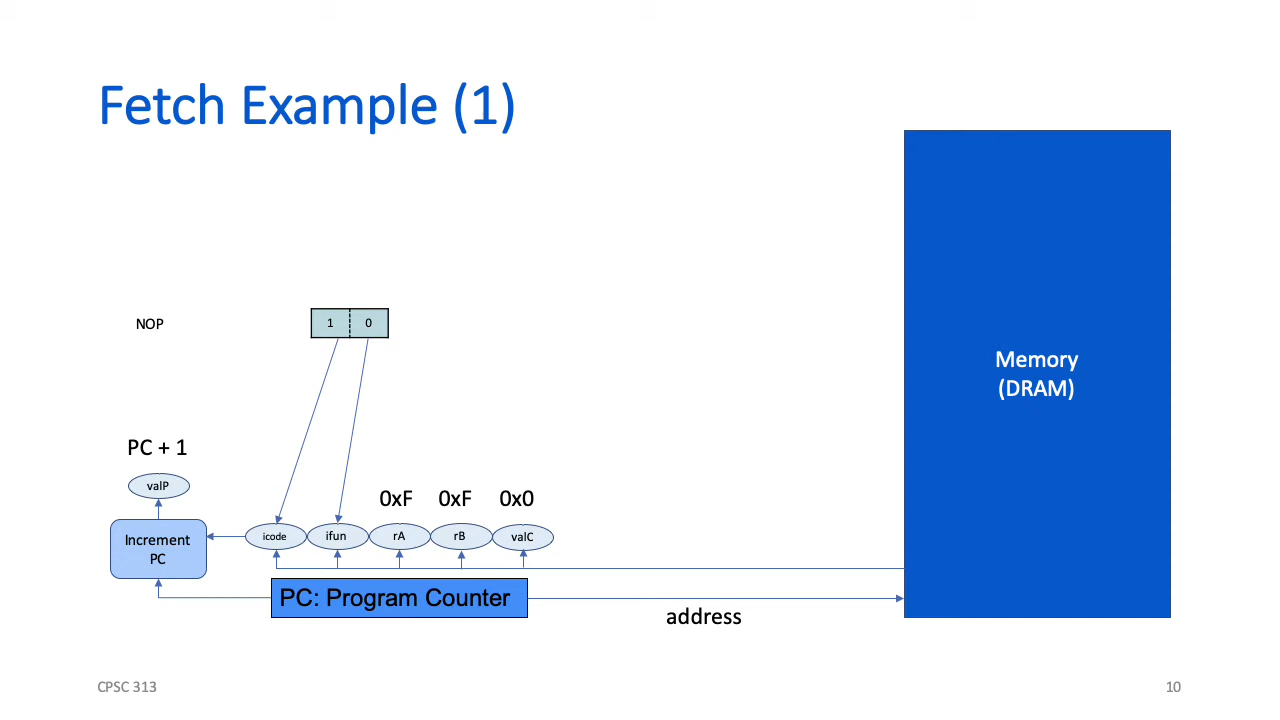 Fetch Example (1)
NOP
1 0
Memory
(DRAM)
PC + 1
valP
0xF 0xF 0x0
Increment
PC
icode ifun rA rB valC
PC: Program Counter
address
CPSC 313
10